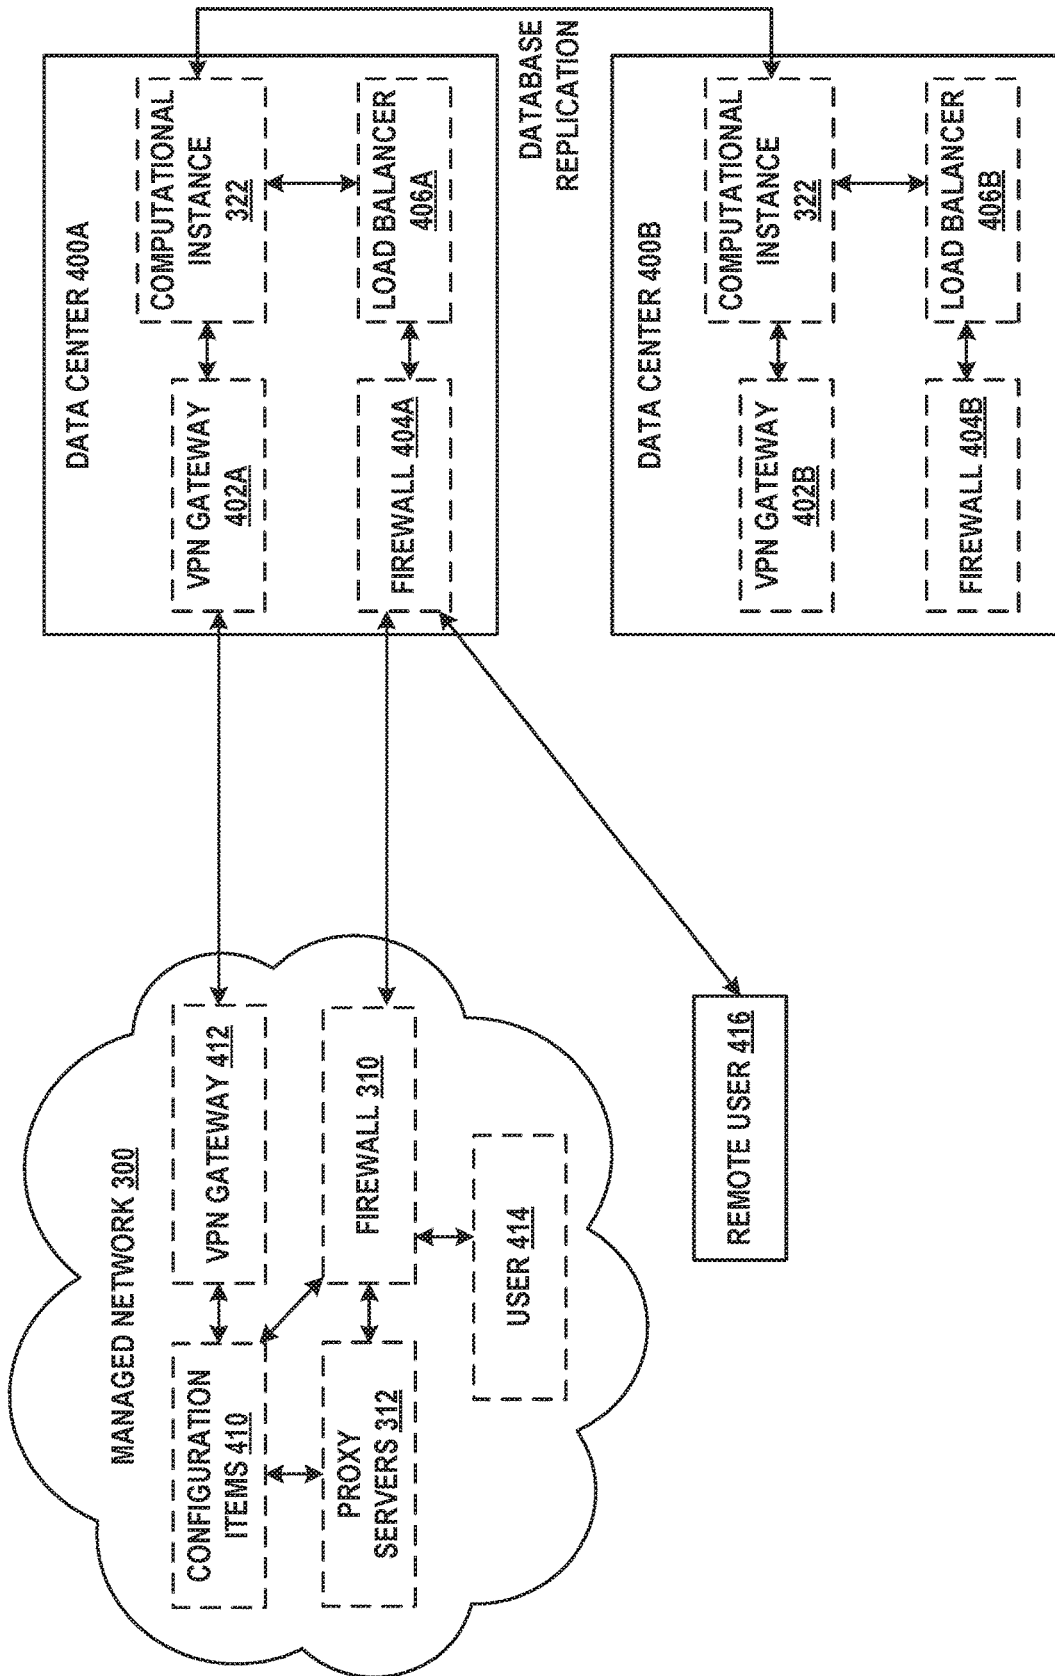 MANAGED NETWORK 300
CONFIGURATION
ITEMS 410
VPN GATEWAY 412
PROXY
SERVERS 312
FIREWALL 310
USER 414
REMOTE USER 416
DATA CENTER 400A
VPN GATEWAY
402A
COMPUTATIONAL
INSTANCE
322
FIREWALL 404A
LOAD BALANCER
406A
DATABASE
REPLICATION
DATA CENTER 400B
VPN GATEWAY
402B
COMPUTATIONAL
INSTANCE
322
FIREWALL 404B
LOAD BALANCER
406B